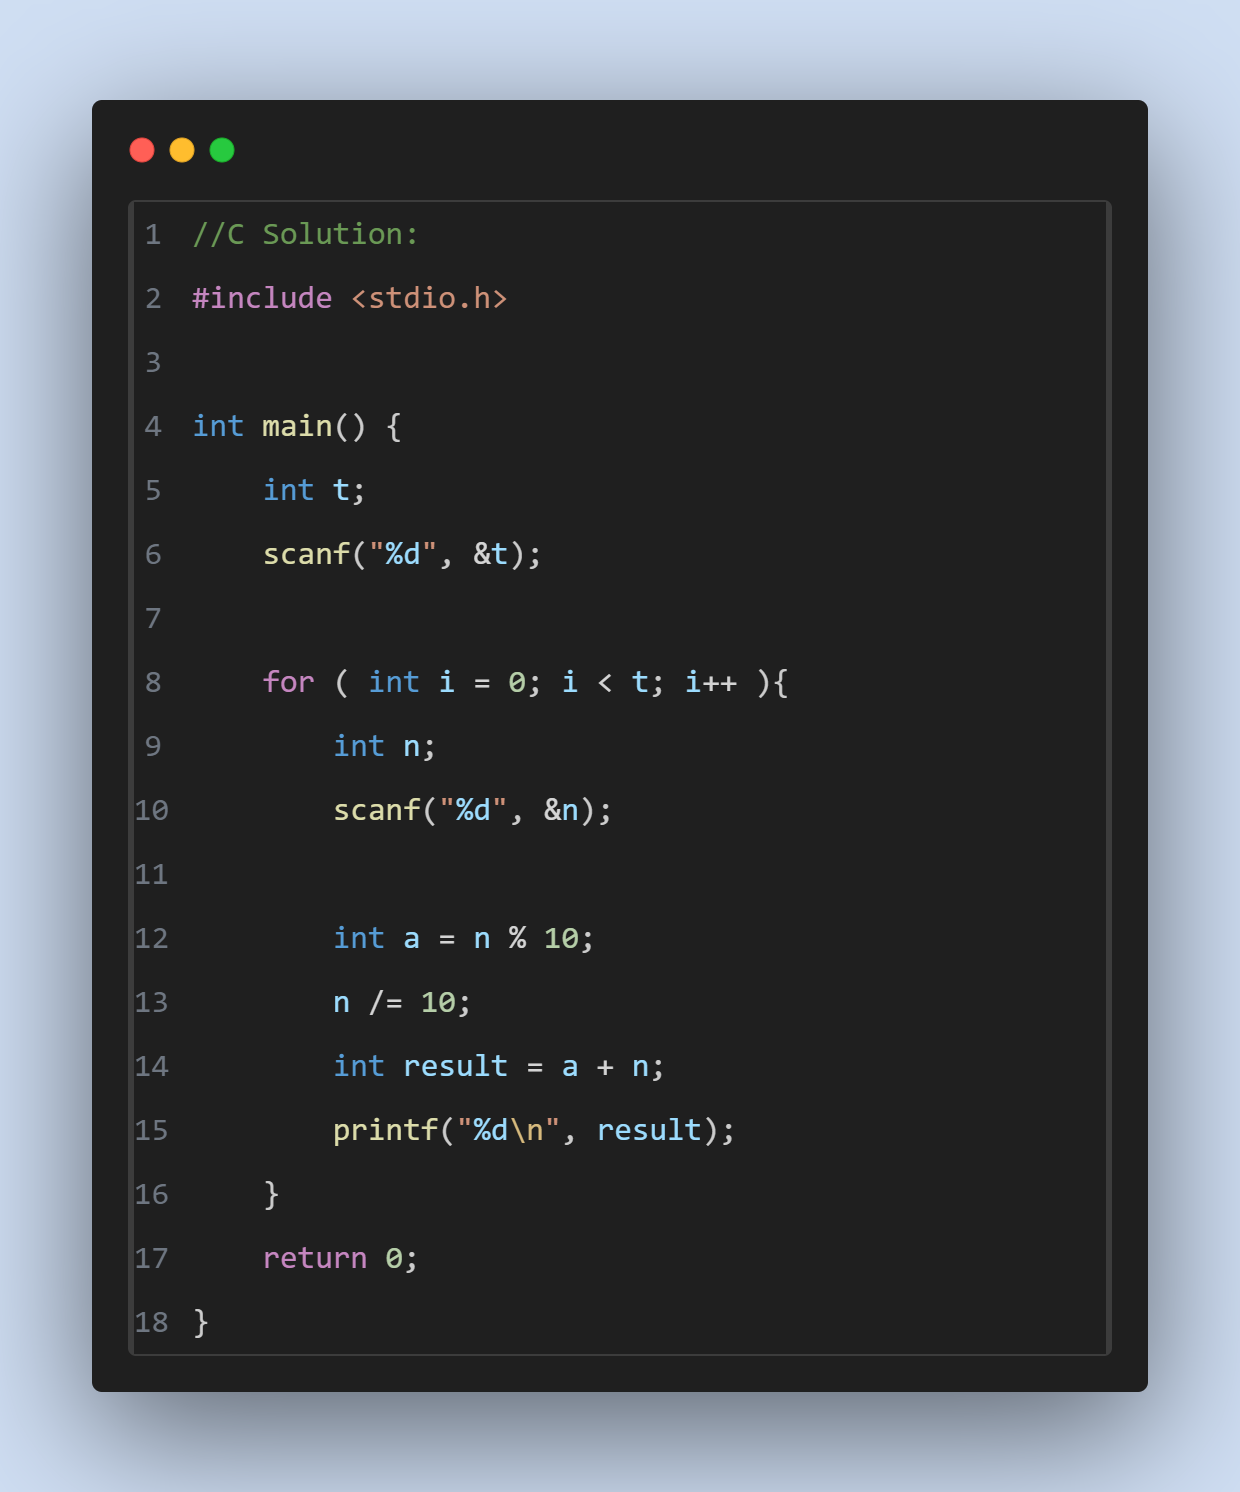 1 //C Solution:
2 #include <stdio.h>
3
4 int main() {
5     int t;
6     scanf("%d", &t);
7
8     for ( int i = 0; i < t; i++ ){
9         int n;
10         scanf("%d", &n);
11
12         int a = n % 10;
13         n /= 10;
14         int result = a + n;
15         printf("%d\n", result);
16     }
17     return 0;
18 }